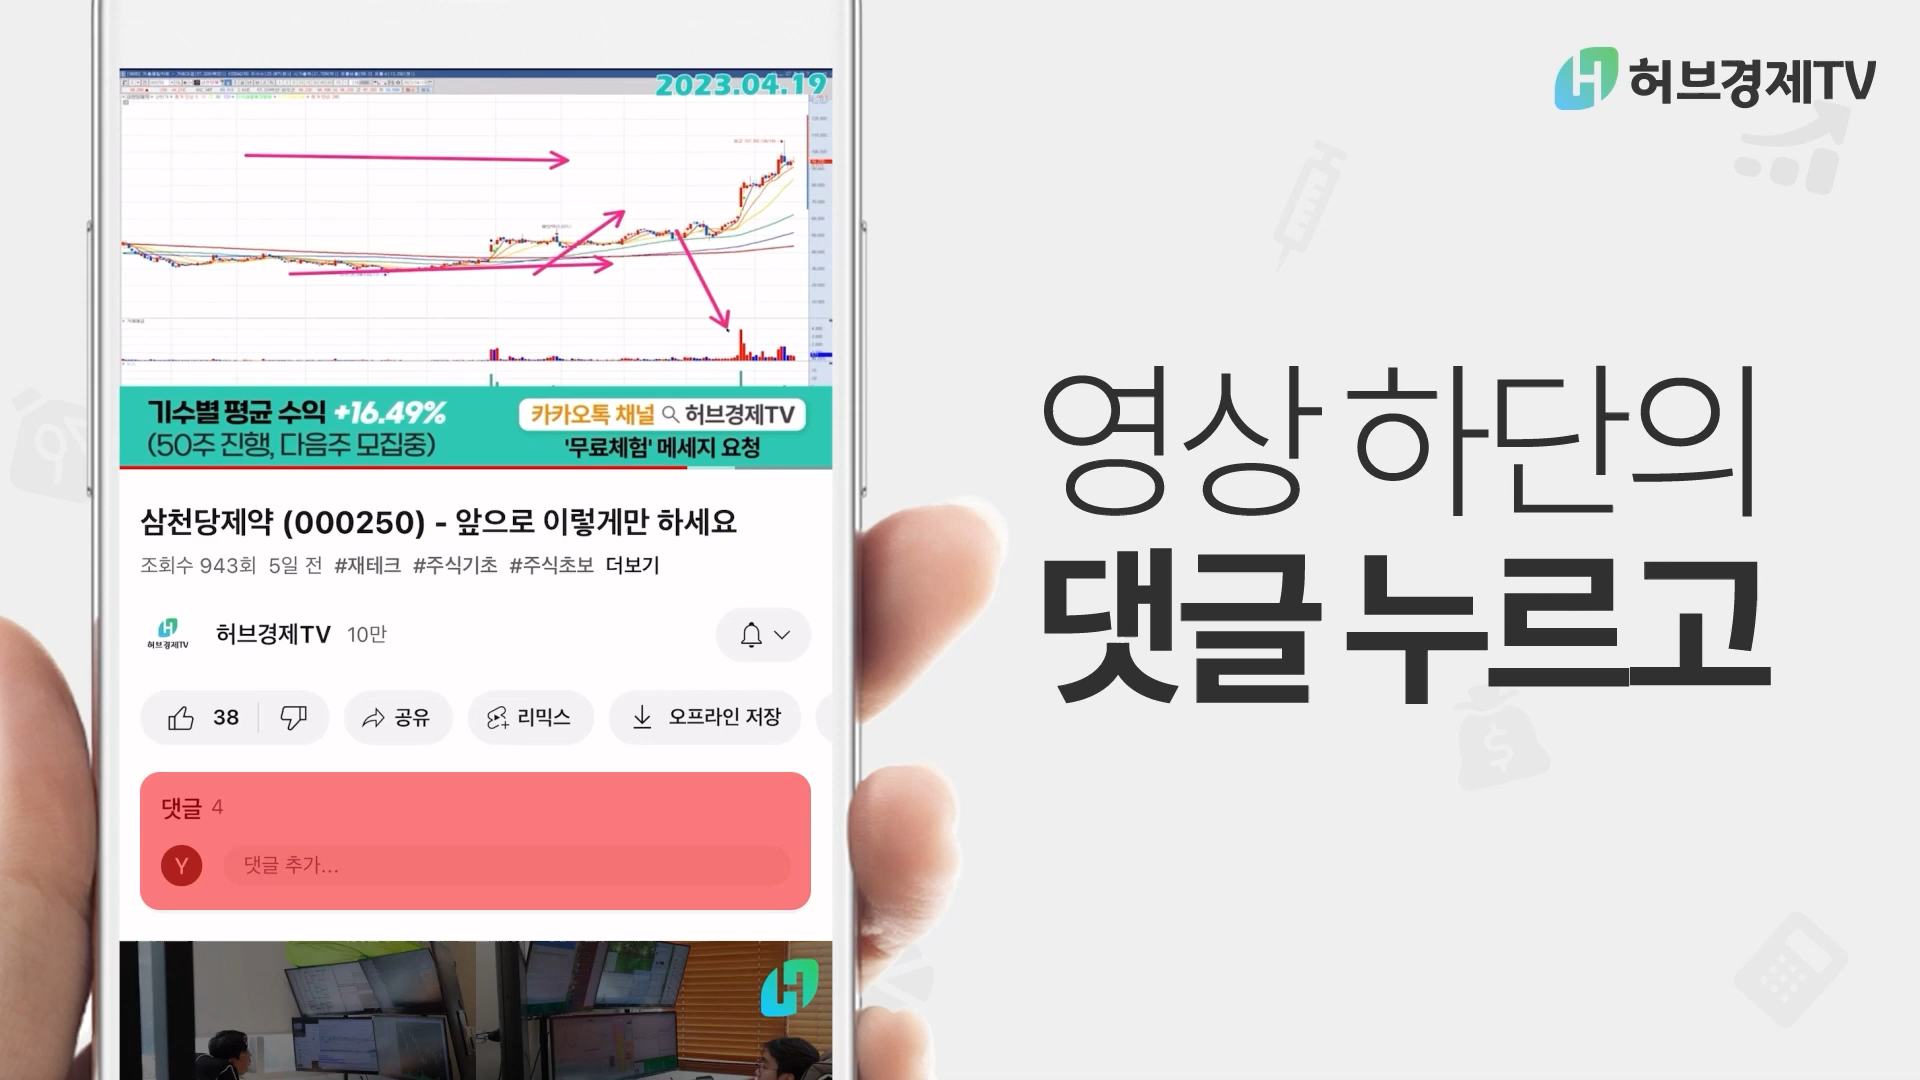 2023.04.19
기수별 평균 수익 +16.49%
(50주 진행, 다음주 모집중)
카카오톡 채널 허브경제TV
'무료체험' 메세지 요청
삼천당제약 (000250) - 앞으로 이렇게만 하세요
조회수 943회 5일 전 #재테크 #주식기초 #주식초보 더보기
허브경제TV
허브경제TV 10만
38 공유 리믹스 오프라인 저장
댓글 4
Y 댓글 추가...
허브경제TV
영상 하단의
댓글 누르고